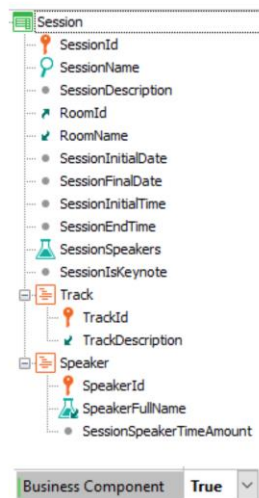 Session
SessionId
SessionName
SessionDescription
RoomId
RoomName
SessionInitialDate
SessionFinalDate
SessionInitialTime
SessionEndTime
SessionSpeakers
SessionIsKeynote
Track
TrackId
TrackDescription
Speaker
SpeakerId
SpeakerFullName
SessionSpeakerTimeAmount
Business Component True